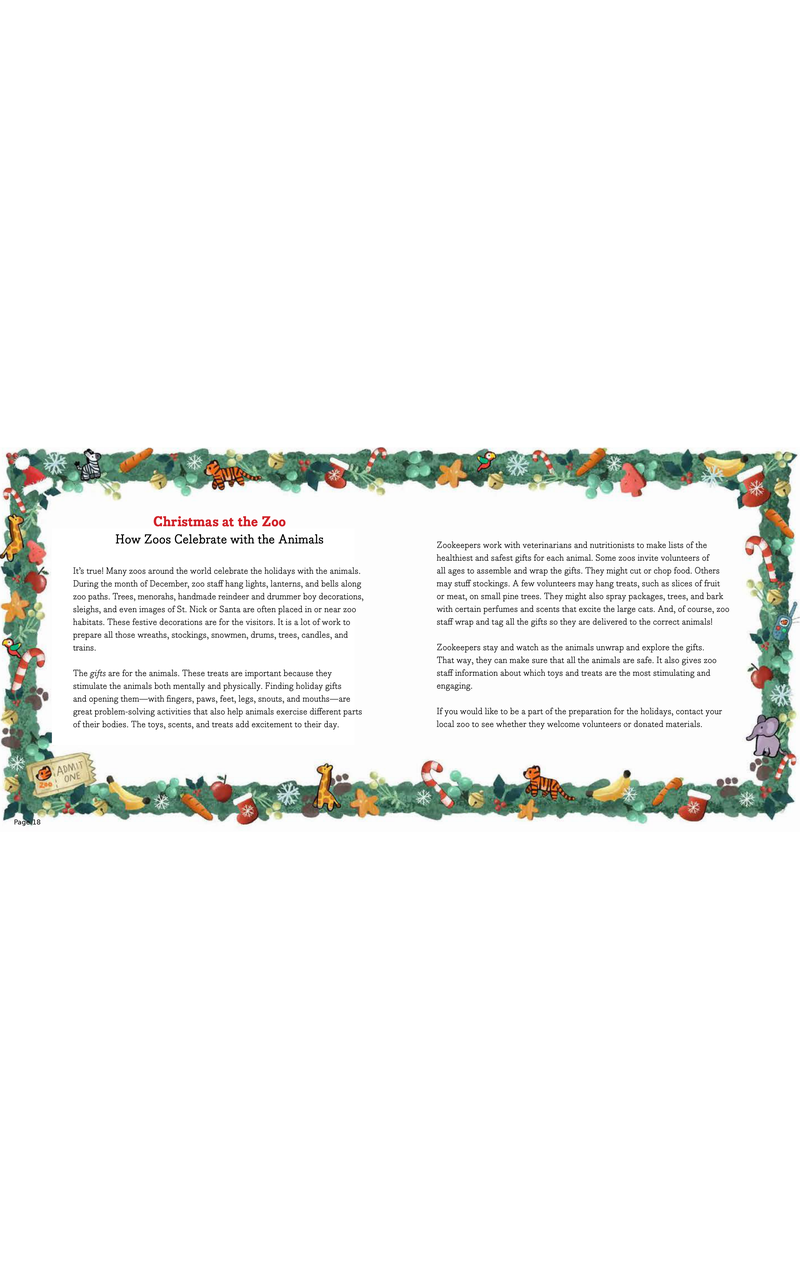 Christmas at the Zoo
How Zoos Celebrate with the Animals
It's true! Many zoos around the world celebrate the holidays with the animals.
During the month of December, zoo staff hang lights, lanterns, and bells along
zoo paths. Trees, menorahs, handmade reindeer and drummer boy decorations,
sleighs, and even images of St. Nick or Santa are often placed in or near zoo
habitats. These festive decorations are for the visitors. It is a lot of work to
prepare all those wreaths, stockings, snowmen, drums, trees, candles, and
trains.
The gifts are for the animals. These treats are important because they
stimulate the animals both mentally and physically. Finding holiday gifts
and opening them—with fingers, paws, feet, legs, snouts, and mouths—are
great problem-solving activities that also help animals exercise different parts
of their bodies. The toys, scents, and treats add excitement to their day.
Zookeepers work with veterinarians and nutritionists to make lists of the
healthiest and safest gifts for each animal. Some zoos invite volunteers of
all ages to assemble and wrap the gifts. They might cut or chop food. Others
may stuff stockings. A few volunteers may hang treats, such as slices of fruit
or meat, on small pine trees. They might also spray packages, trees, and bark
with certain perfumes and scents that excite the large cats. And, of course, zoo
staff wrap and tag all the gifts so they are delivered to the correct animals!
Zookeepers stay and watch as the animals unwrap and explore the gifts.
That way, they can make sure that all the animals are safe. It also gives zoo
staff information about which toys and treats are the most stimulating and
engaging.
If you would like to be a part of the preparation for the holidays, contact your
local zoo to see whether they welcome volunteers or donated materials.
ZOO
ADMIT
ONE
Page 18